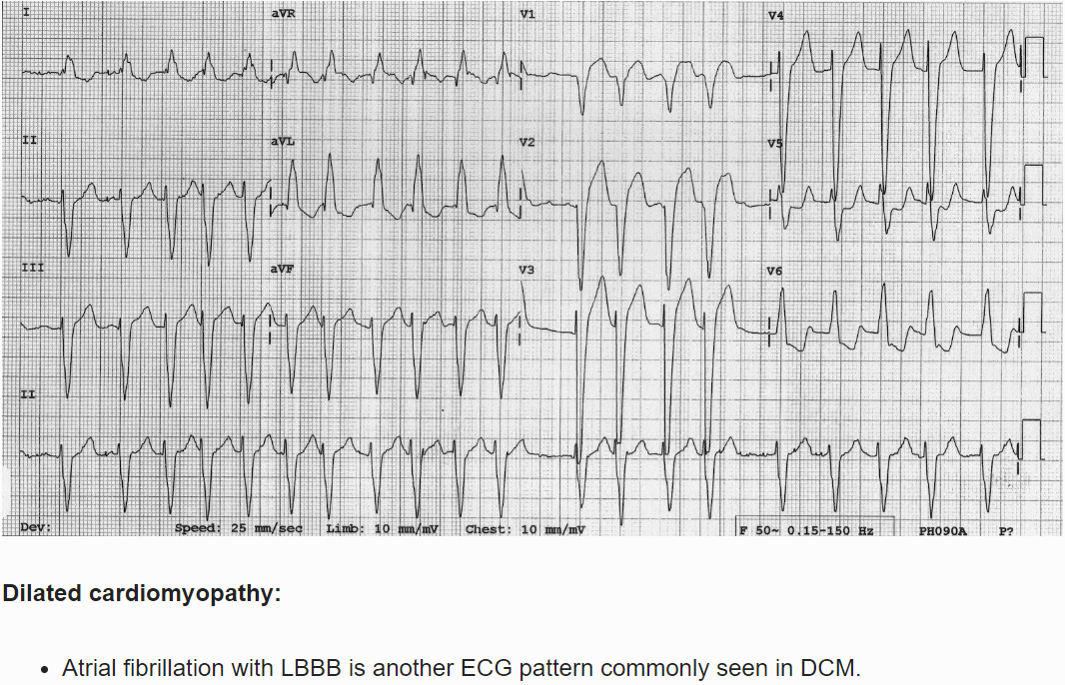 I aVR V1 V4
II aVL V2 V5
III aVF V3 V6
II
Dev: Speed: 25 mm/sec Limb: 10 mm/mV Chest: 10 mm/mV F 50~ 0.15-150 Hz PH090A P?
Dilated cardiomyopathy:
• Atrial fibrillation with LBBB is another ECG pattern commonly seen in DCM.